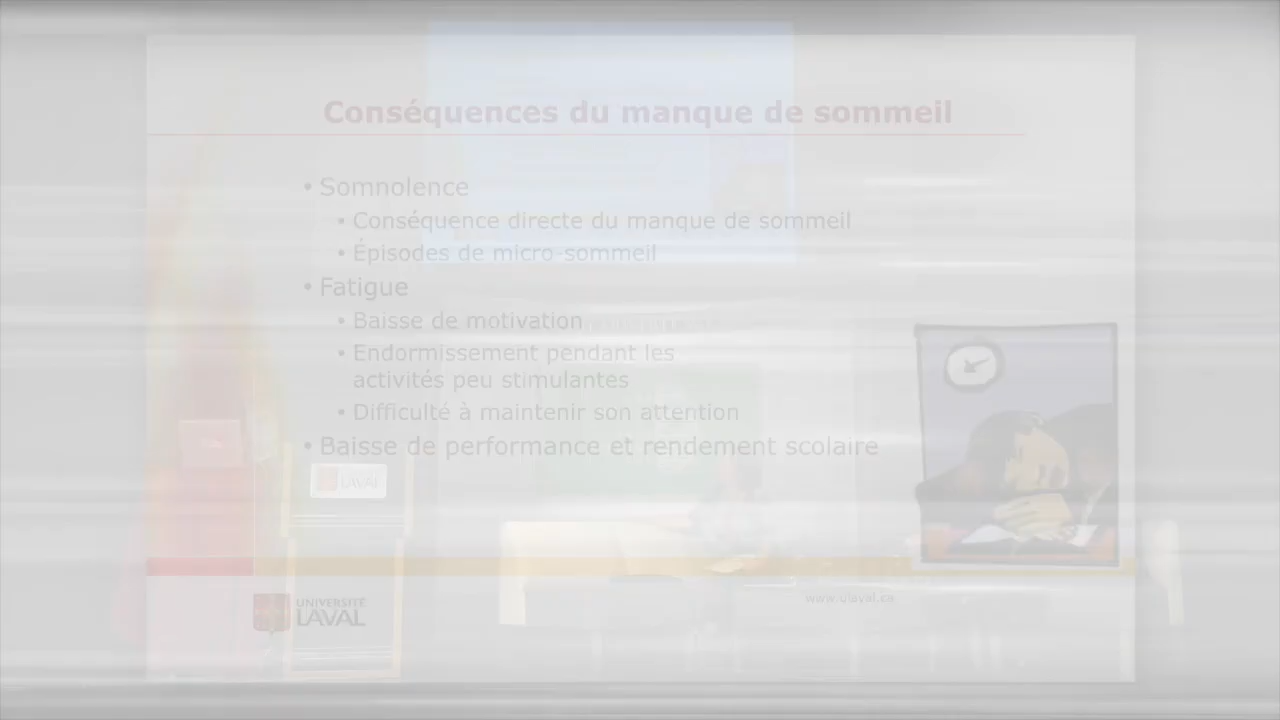 Conséquences du manque de sommeil
• Somnolence
• Conséquence directe du manque de sommeil
• Épisodes de micro-sommeil
• Fatigue
• Baisse de motivation
• Endormissement pendant les
activités peu stimulantes
• Difficulté à maintenir son attention
• Baisse de performance et rendement scolaire
LAVAL
www.ulaval.ca
UNIVERSITÉ
LAVAL